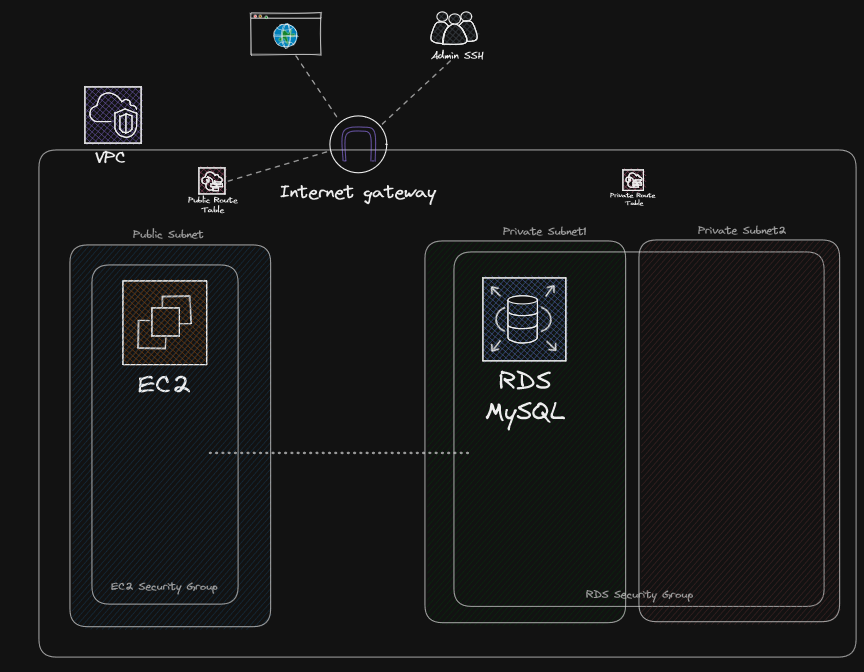 Admin SSH
VPC
Public Route
Table
Internet gateway
Private Route
Table
Public Subnet
Private Subnet1
Private Subnet2
EC2
RDS
MySQL
EC2 Security Group
RDS Security Group